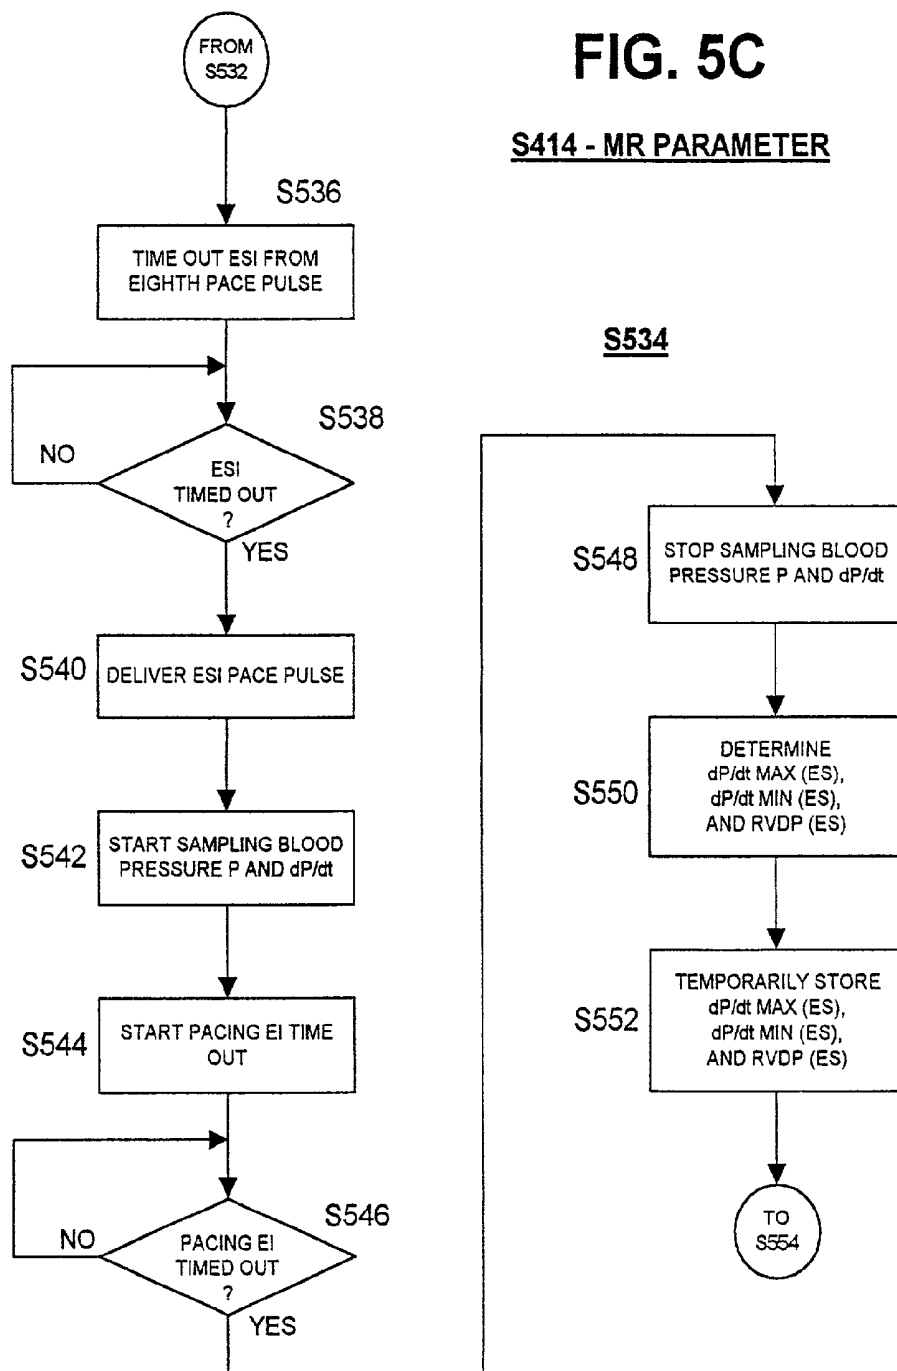 FROM
S532
FIG. 5C
S414 - MR PARAMETER
S536
TIME OUT ESI FROM
EIGHTH PACE PULSE
S538
NO
ESI
TIMED OUT
?
YES
S540
DELIVER ESI PACE PULSE
S542
START SAMPLING BLOOD
PRESSURE P AND dP/dt
S544
START PACING EI TIME
OUT
S546
NO
PACING EI
TIMED OUT
?
YES
S534
S548
STOP SAMPLING BLOOD
PRESSURE P AND dP/dt
S550
DETERMINE
dP/dt MAX (ES),
dP/dt MIN (ES),
AND RVDP (ES)
S552
TEMPORARILY STORE
dP/dt MAX (ES),
dP/dt MIN (ES),
AND RVDP (ES)
TO
S554